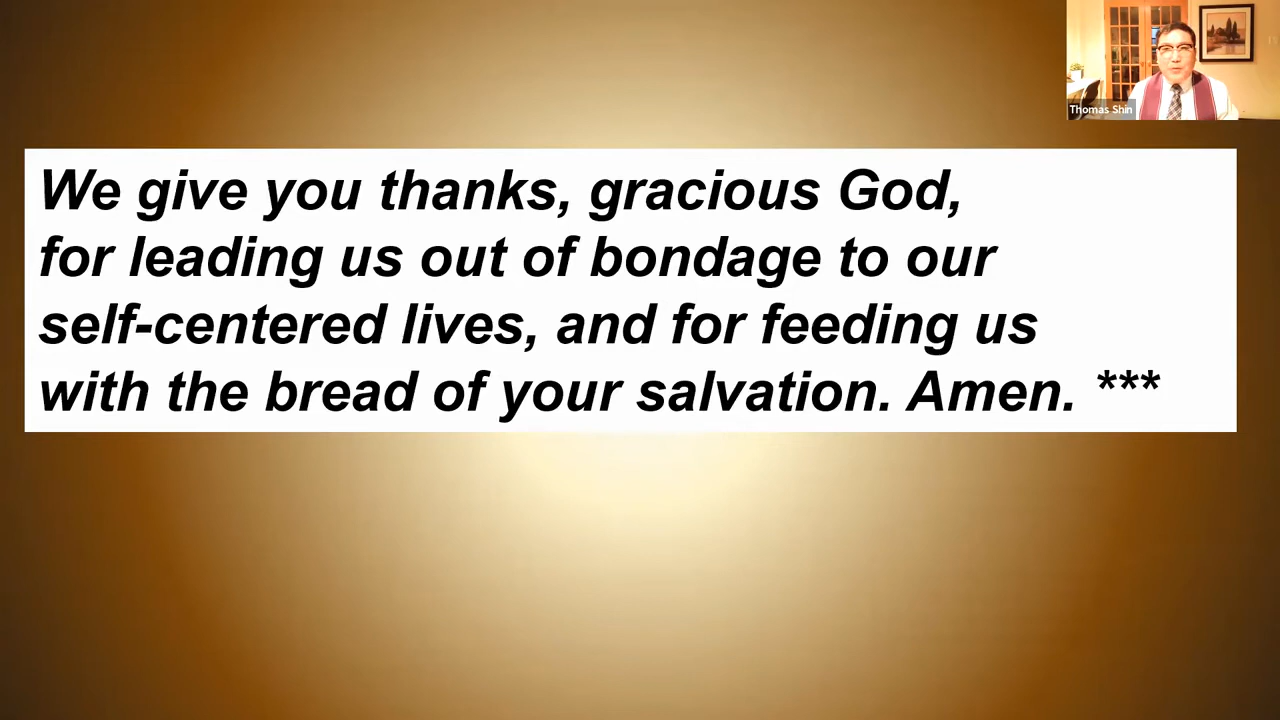 Thomas Shin
We give you thanks, gracious God,
for leading us out of bondage to our
self-centered lives, and for feeding us
with the bread of your salvation. Amen. ***